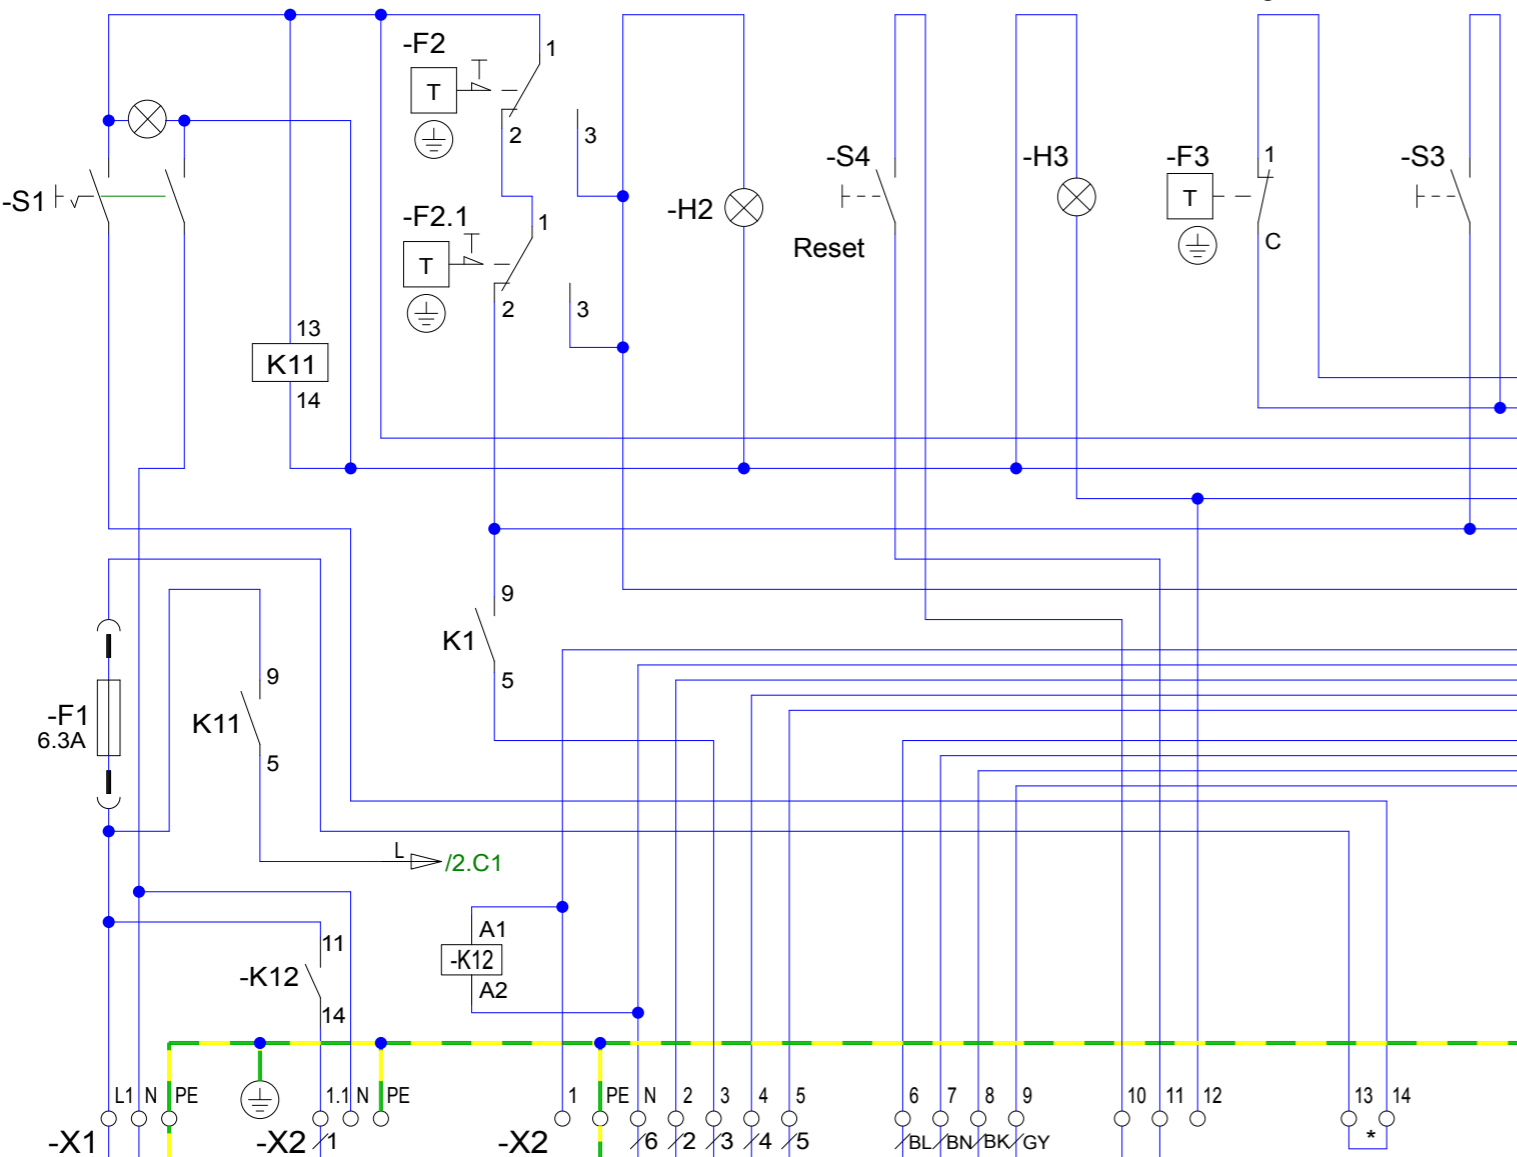 -F2
1
T
2
3
-S1
-F2.1
1
T
2
3
-H2
-S4
Reset
-H3
-F3
1
T
C
-S3
13
K11
14
9
K1
5
-F1
6.3A
9
K11
5
L
/2.C1
11
-K12
14
A1
-K12
A2
L1 N PE
1.1 N PE
1 PE N 2 3 4 5
6 7 8 9
10 11 12
13 14
-X1
-X2 1
-X2
6 2 3 4 5
BL BN BK GY
*